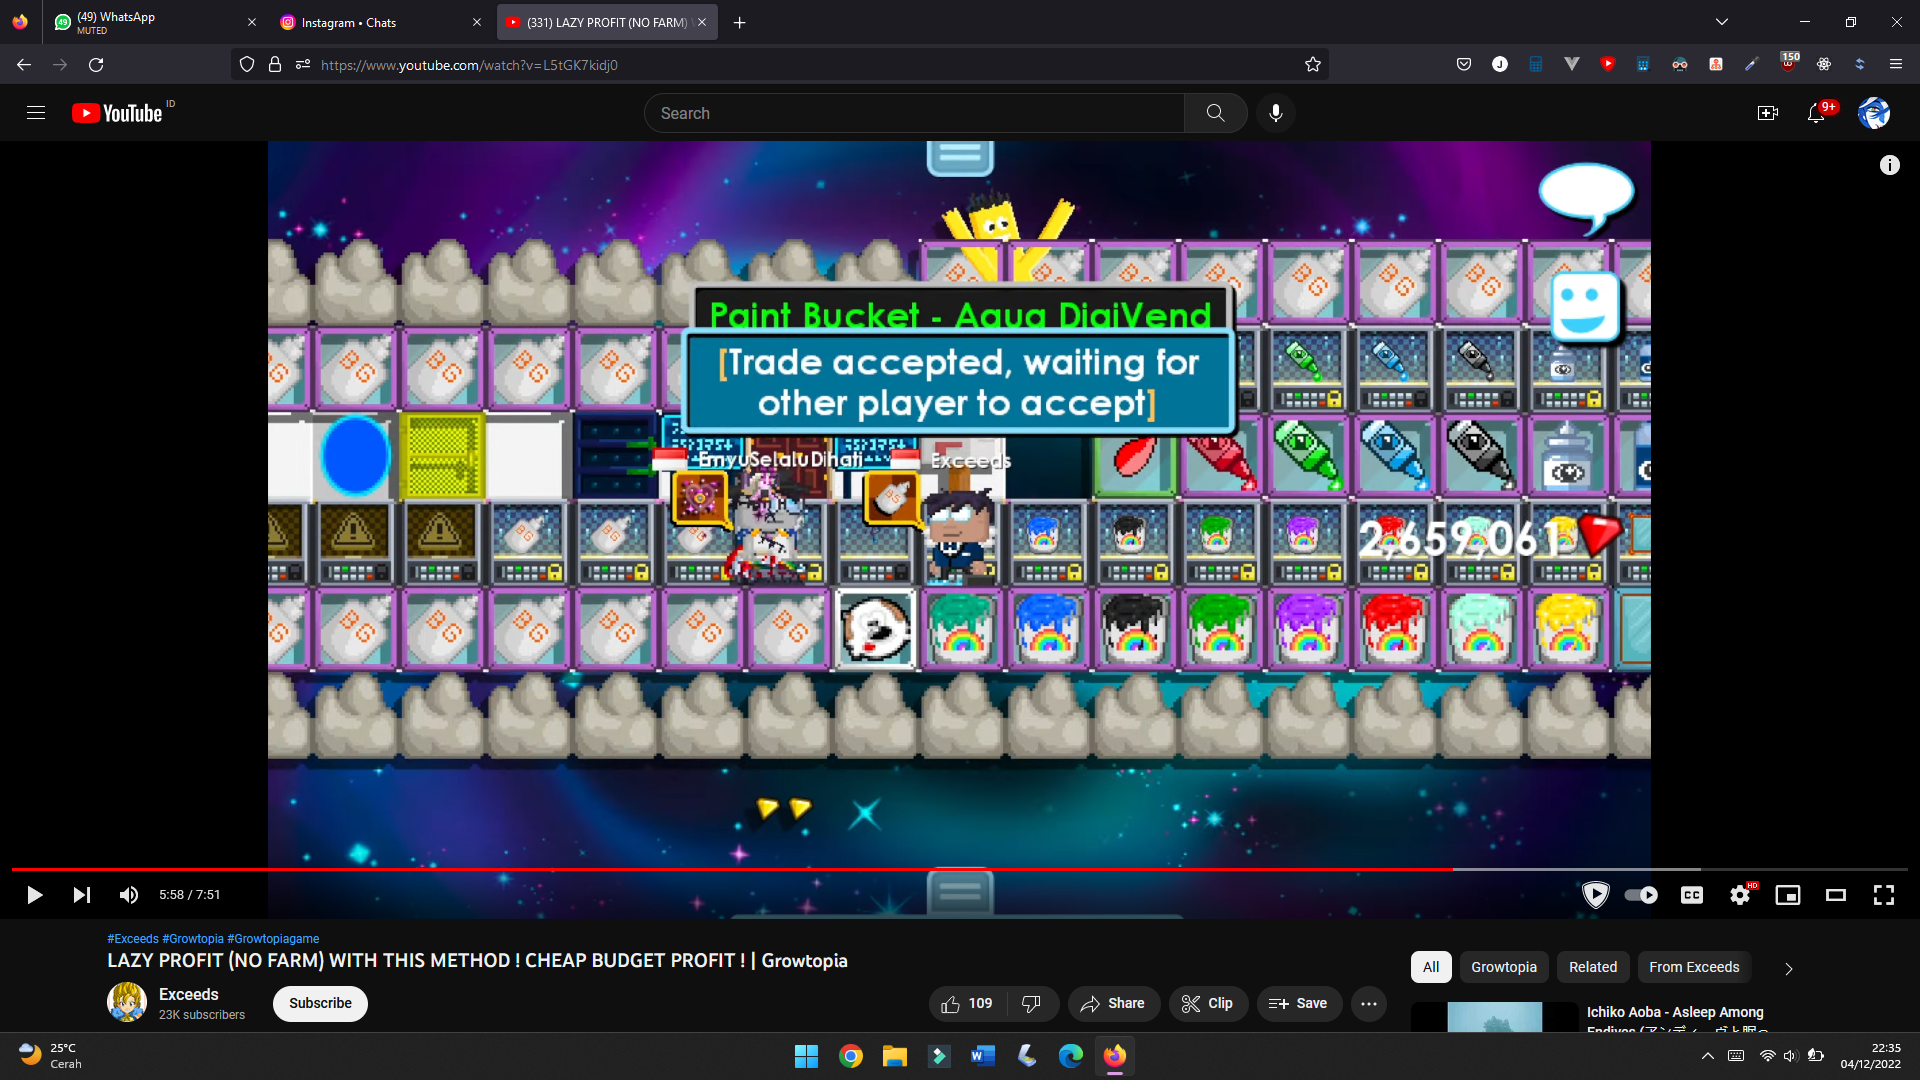 (49) WhatsApp
MUTED
Instagram • Chats
(331) LAZY PROFIT (NO FARM)
https://www.youtube.com/watch?v=L5tGK7kidj0
150
YouTube ID
Search
9+
Paint Bucket - Aqua DigiVend
[Trade accepted, waiting for
other player to accept]
EmyuSelaluDihati
Exceeds
2,659,061
5:58 / 7:51
CC
HD
#Exceeds #Growtopia #Growtopiagame
LAZY PROFIT (NO FARM) WITH THIS METHOD ! CHEAP BUDGET PROFIT ! | Growtopia
Exceeds
23K subscribers
Subscribe
109
Share
Clip
Save
All
Growtopia
Related
From Exceeds
Ichiko Aoba - Asleep Among
25°C
Cerah
22:35
04/12/2022